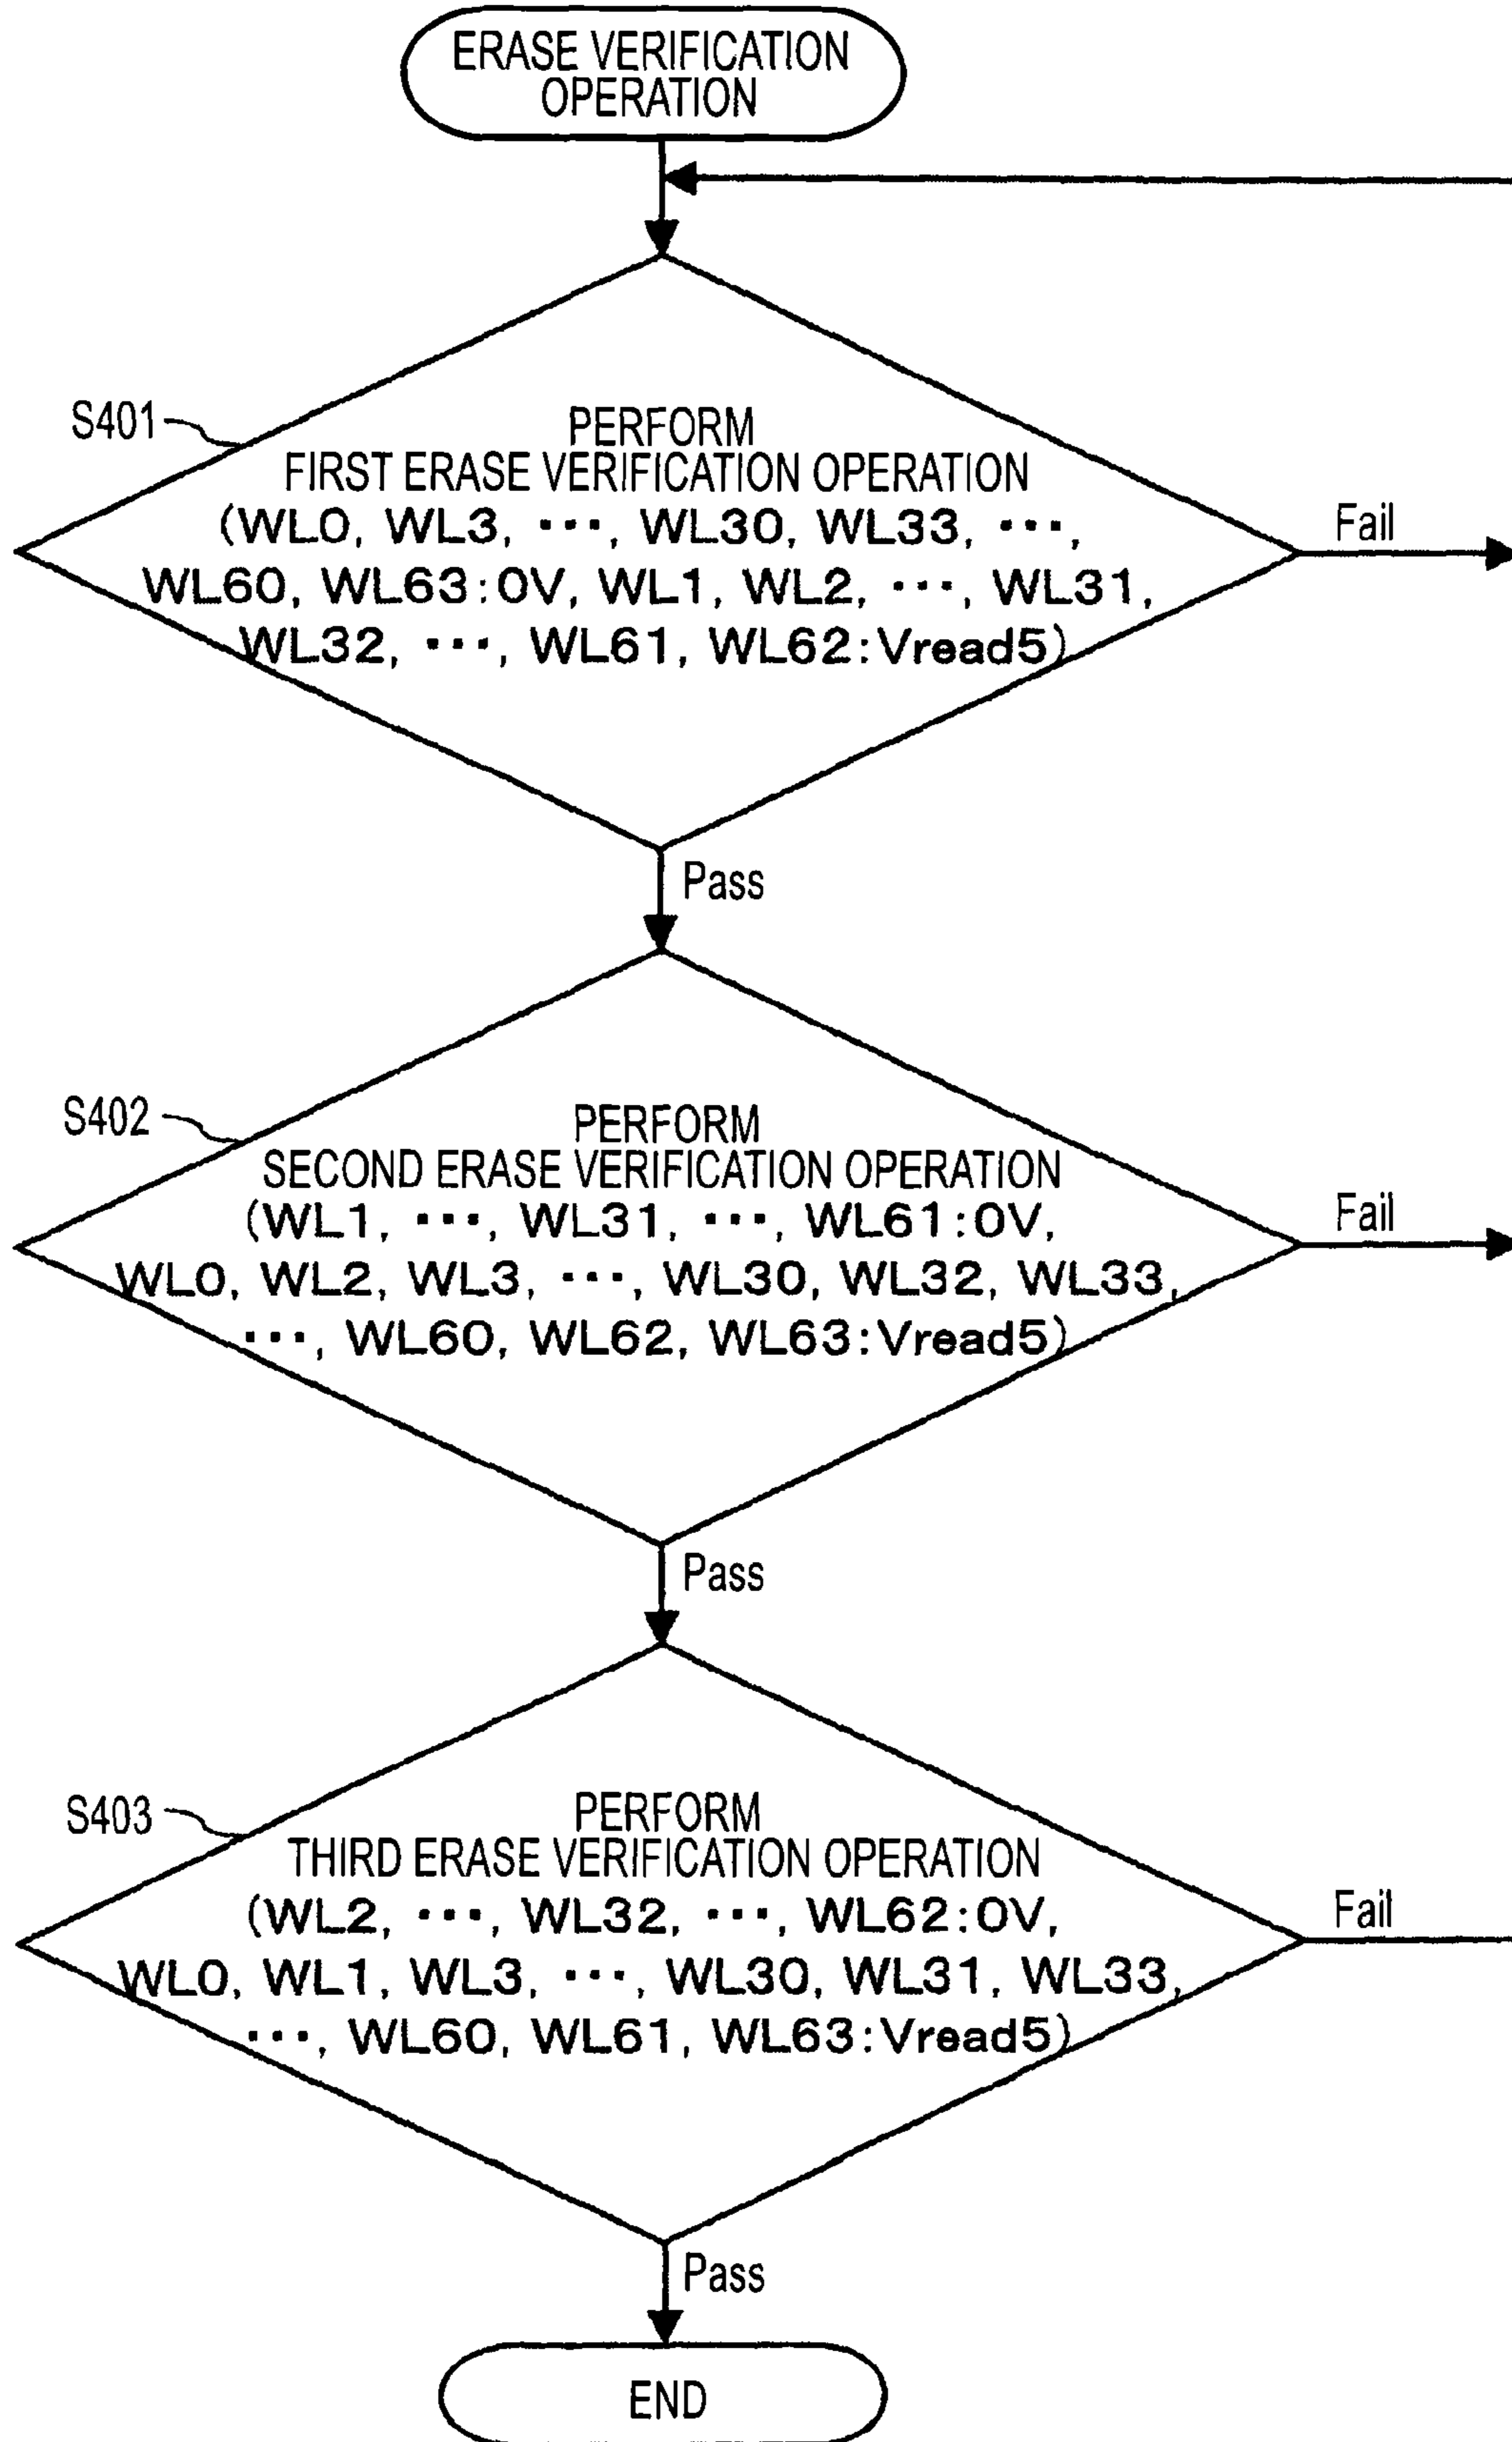 ERASE VERIFICATION
OPERATION
S401
PERFORM
FIRST ERASE VERIFICATION OPERATION
(WL0, WL3, ···, WL30, WL33, ···,
WL60, WL63:0V, WL1, WL2, ···, WL31,
WL32, ···, WL61, WL62:Vread5)
Fail
Pass
S402
PERFORM
SECOND ERASE VERIFICATION OPERATION
(WL1, ···, WL31, ···, WL61:0V,
WL0, WL2, WL3, ···, WL30, WL32, WL33,
···, WL60, WL62, WL63:Vread5)
Fail
Pass
S403
PERFORM
THIRD ERASE VERIFICATION OPERATION
(WL2, ···, WL32, ···, WL62:0V,
WL0, WL1, WL3, ···, WL30, WL31, WL33,
···, WL60, WL61, WL63:Vread5)
Fail
Pass
END